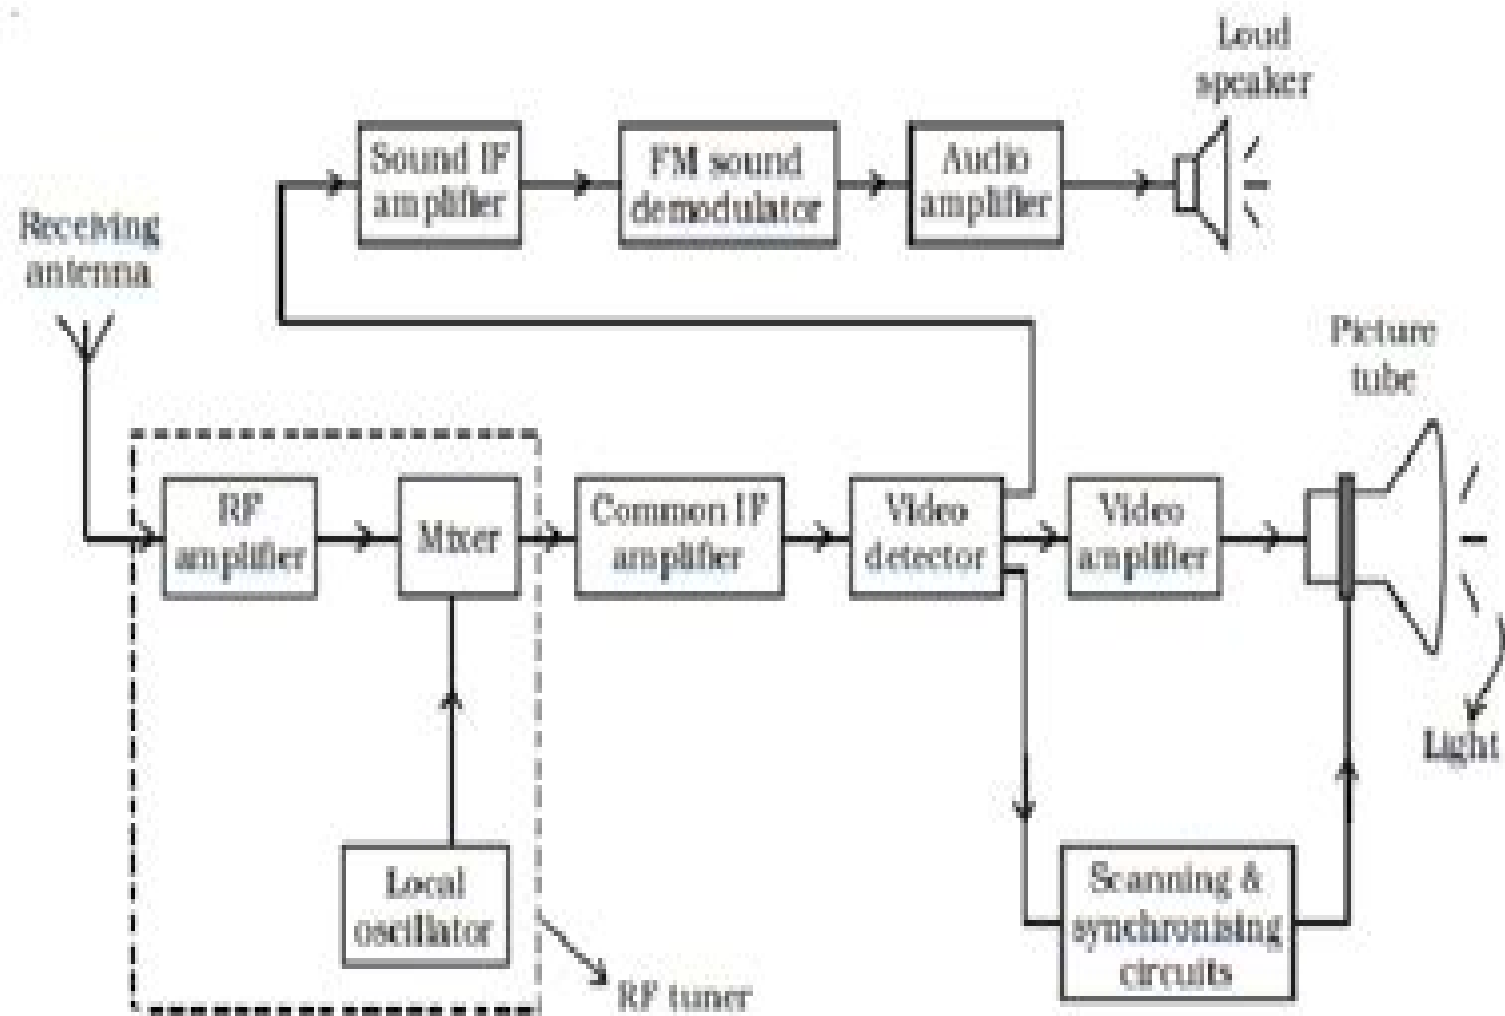 Loud
speaker
Sound IF
amplifier
FM sound
demodulator
Audio
amplifier
Receiving
antenna
Picture
tube
RF
amplifier
Mixer
Common IF
amplifier
Video
detector
Video
amplifier
Light
Local
oscillator
Scanning &
synchronising
circuits
RF tuner